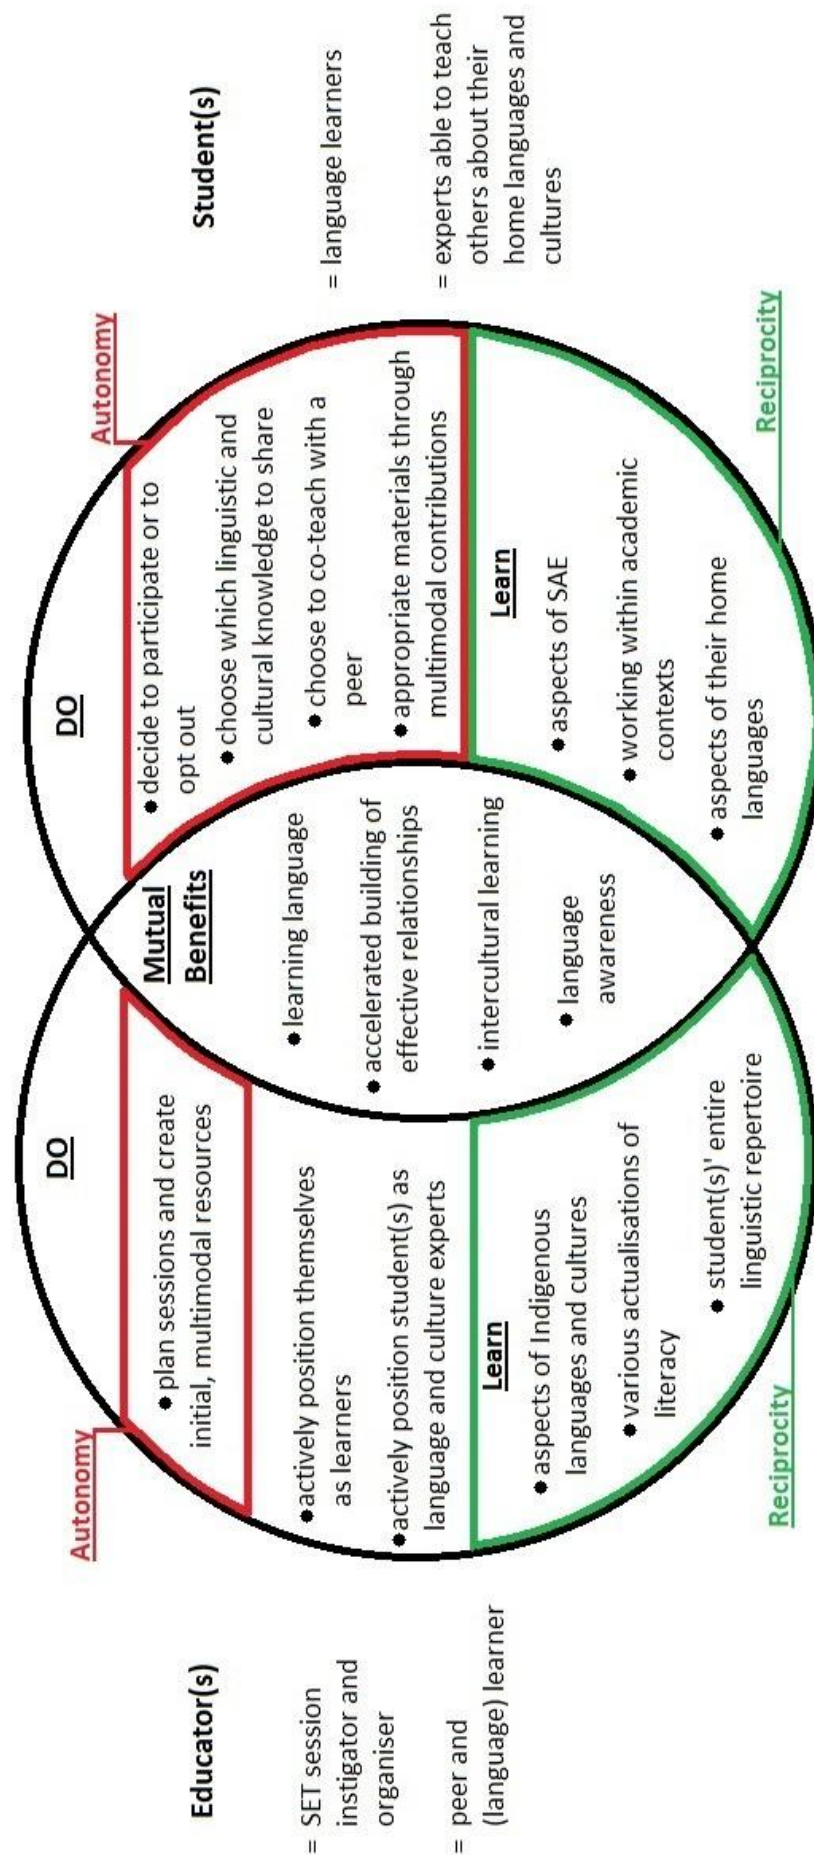 Educator(s)
= SET session
instigator and
organiser
= peer and
(language) learner
Autonomy
DO
● plan sessions and create
initial, multimodal resources
● actively position themselves
as learners
● actively position student(s) as
language and culture experts
Learn
● aspects of Indigenous
languages and cultures
● various actualisations of
literacy
● student(s)' entire
linguistic repertoire
Reciprocity
Mutual
Benefits
● learning language
● accelerated building of
effective relationships
● intercultural learning
● language
awareness
DO
Autonomy
● decide to participate or to
opt out
● choose which linguistic and
cultural knowledge to share
● choose to co-teach with a
peer
● appropriate materials through
multimodal contributions
Learn
● aspects of SAE
● working within academic
contexts
● aspects of their home
languages
Reciprocity
Student(s)
= language learners
= experts able to teach
others about their
home languages and
cultures